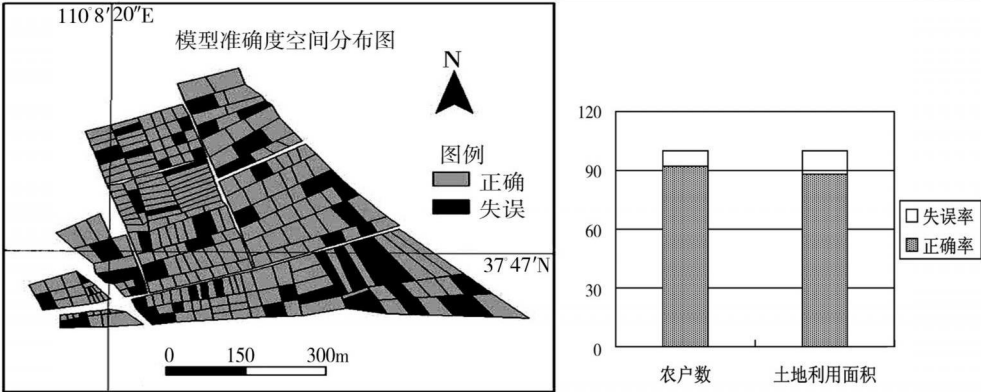 110°8′20″E
模型准确度空间分布图
N
图例
正确
失误
37°47′N
0 150 300m
120
90
60
30
0
农户数 土地利用面积
失误率
正确率